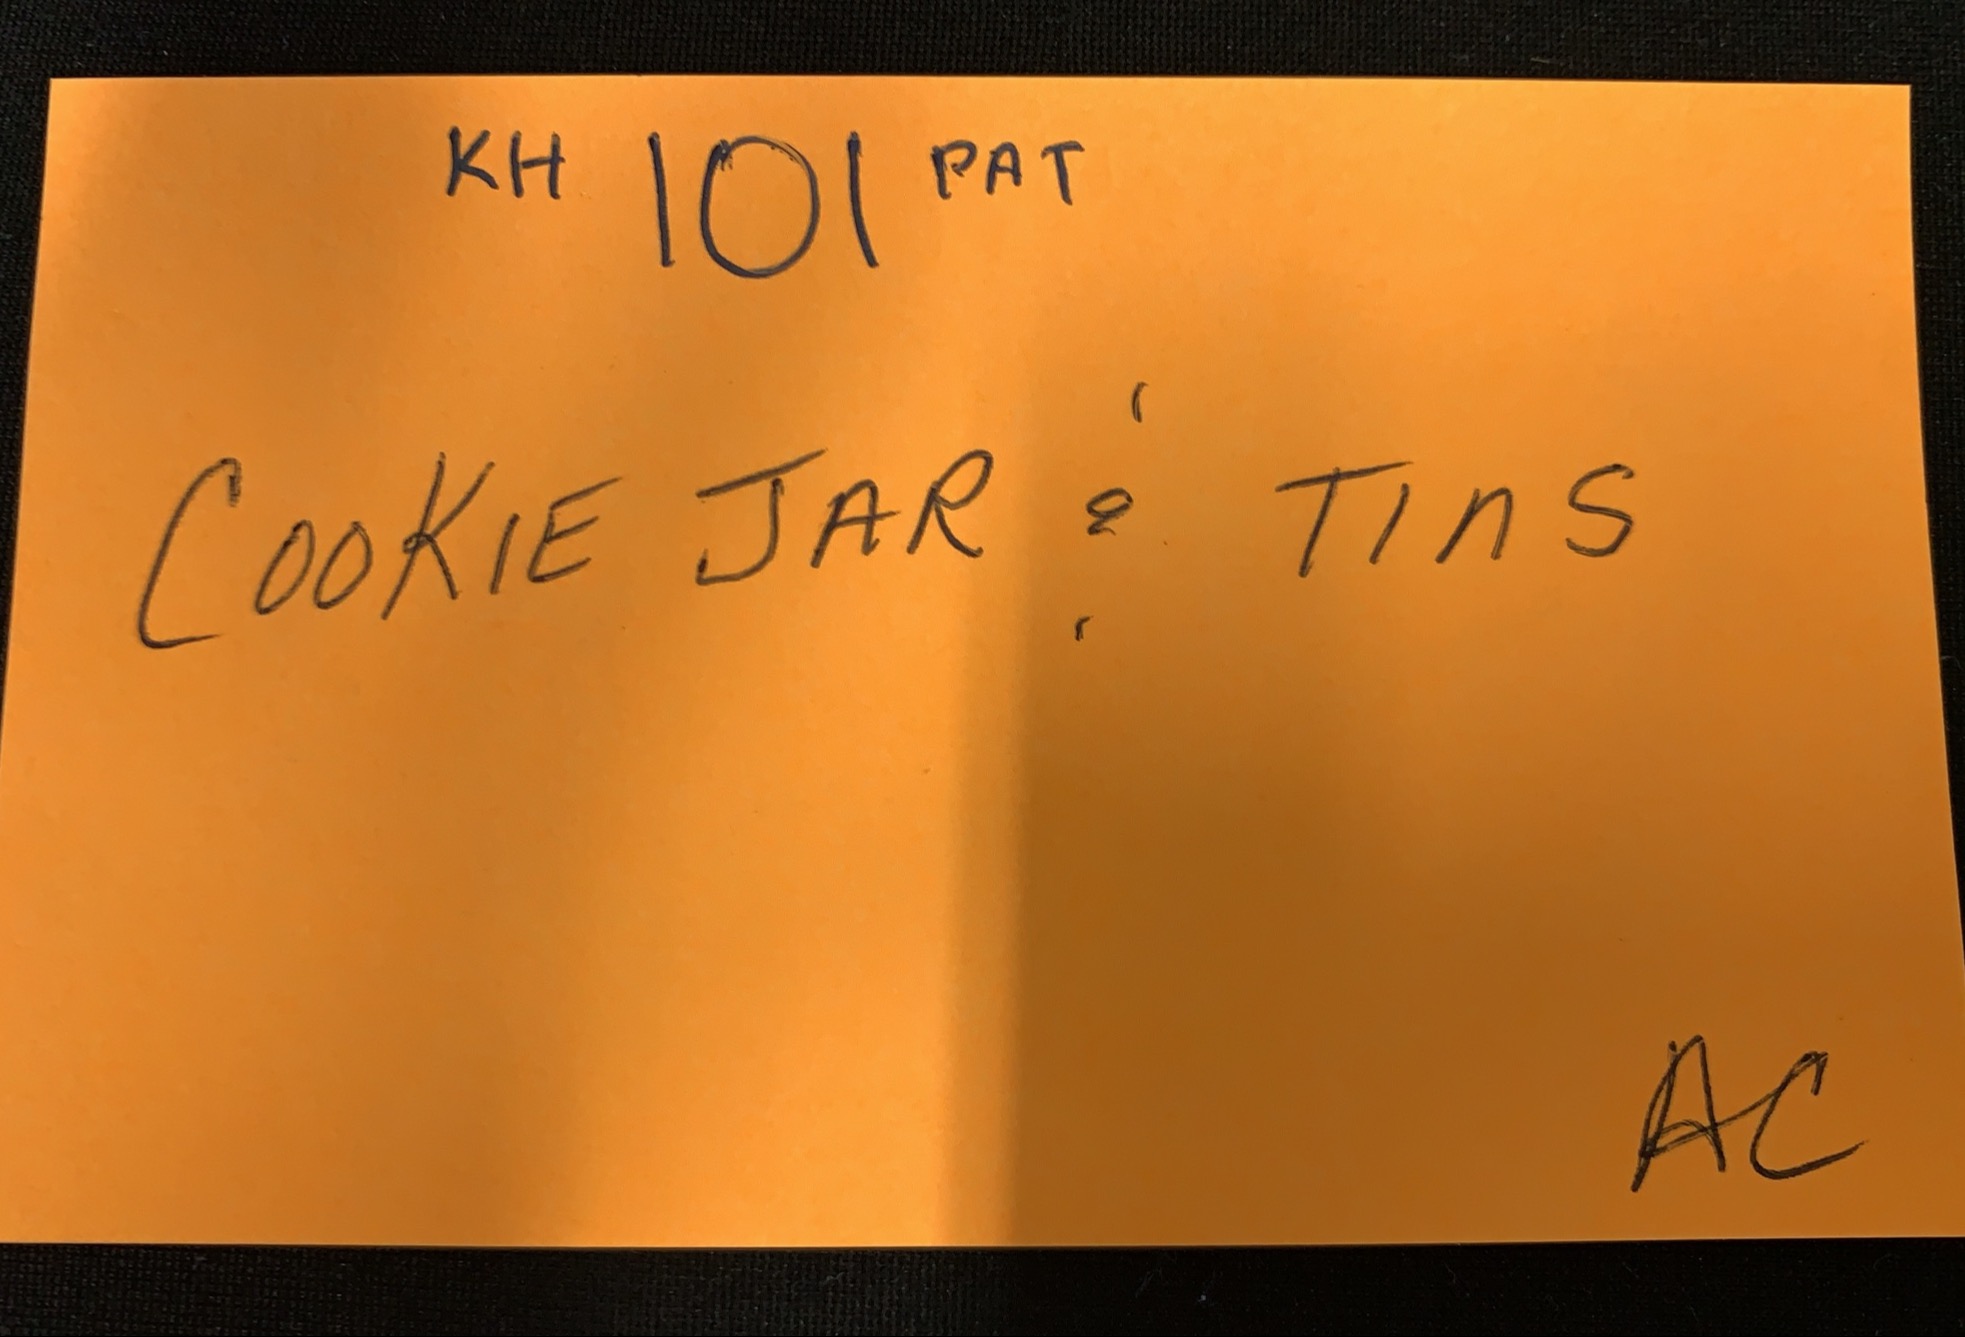 KH 101 PAT
COOKIE JAR & TINS
AC